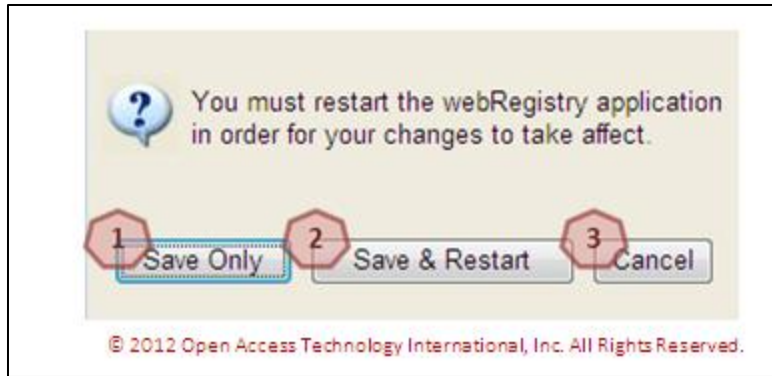 ?
You must restart the webRegistry application
in order for your changes to take affect.
1 2 3
Save Only Save & Restart Cancel
© 2012 Open Access Technology International, Inc. All Rights Reserved.